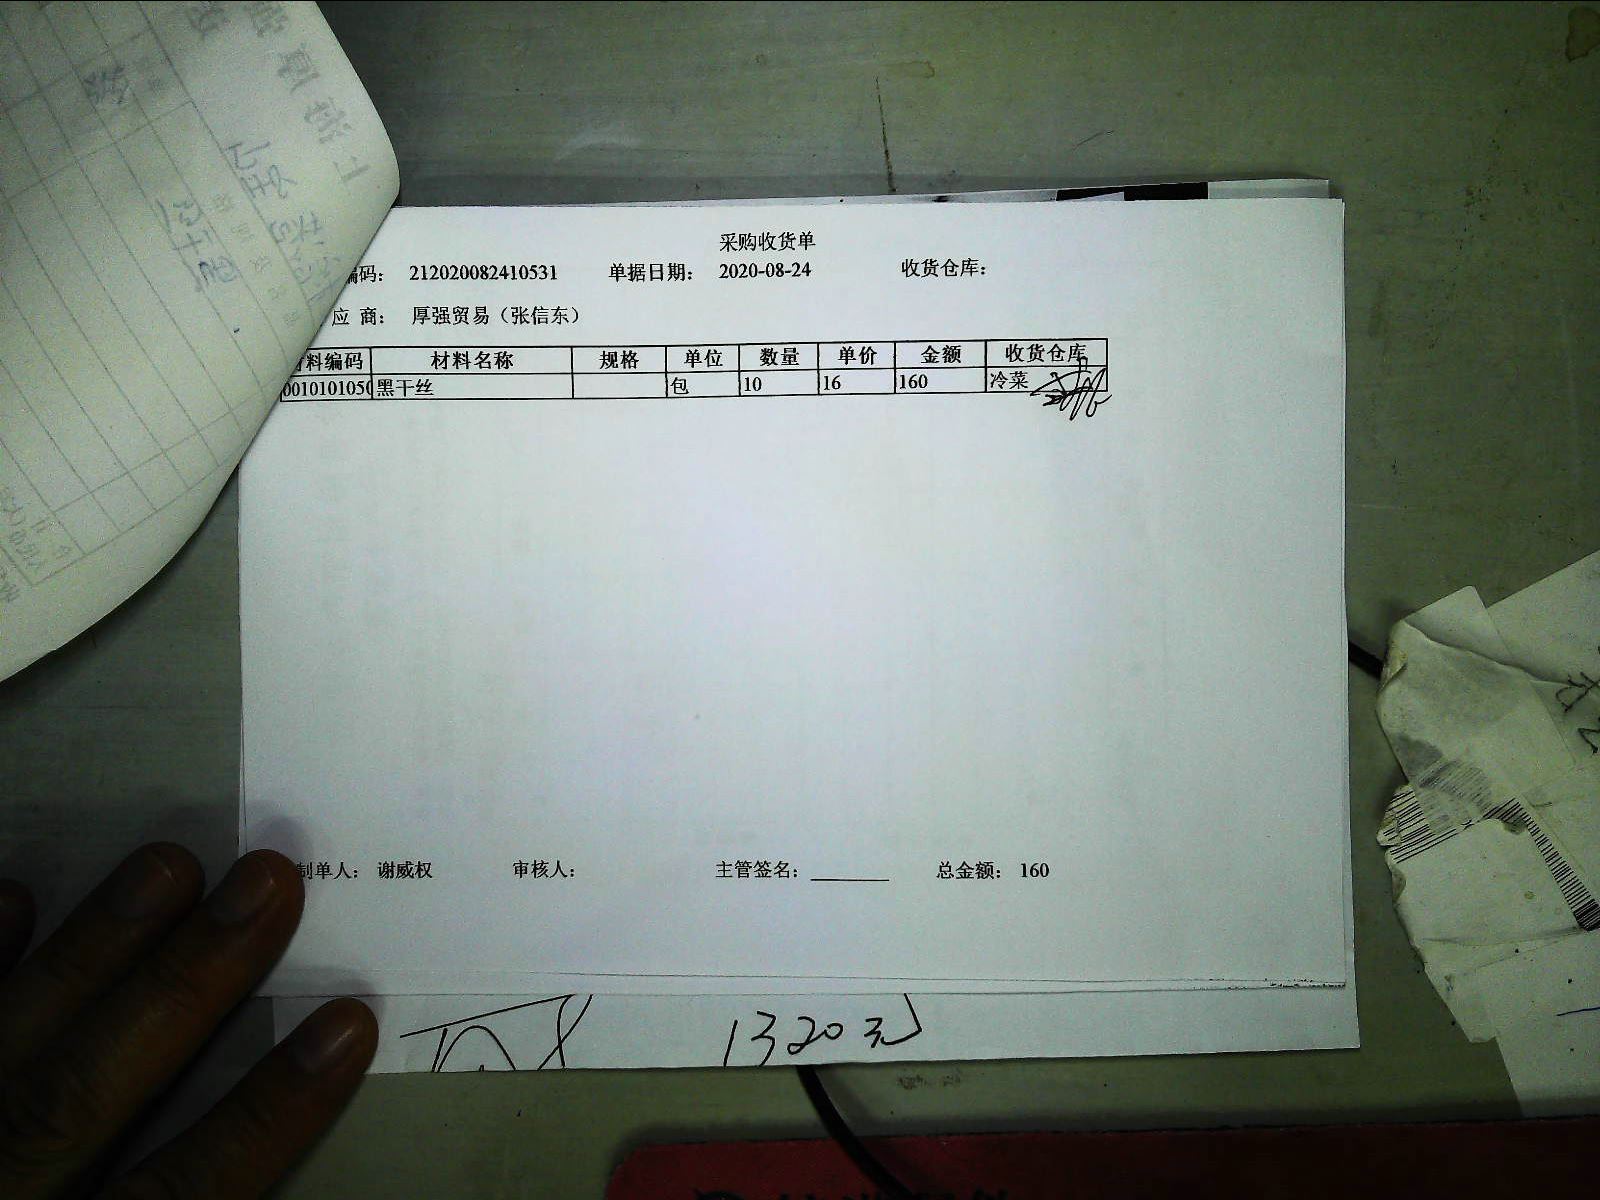 采购收货单
编码： 212020082410531 单据日期： 2020-08-24 收货仓库：
应 商： 厚强贸易（张信东）
料编码 材料名称 规格 单位 数量 单价 金额 收货仓库
001010105 黑干丝 包 10 16 160 冷菜
制单人： 谢威权 审核人： 主管签名： 总金额： 160
1320元